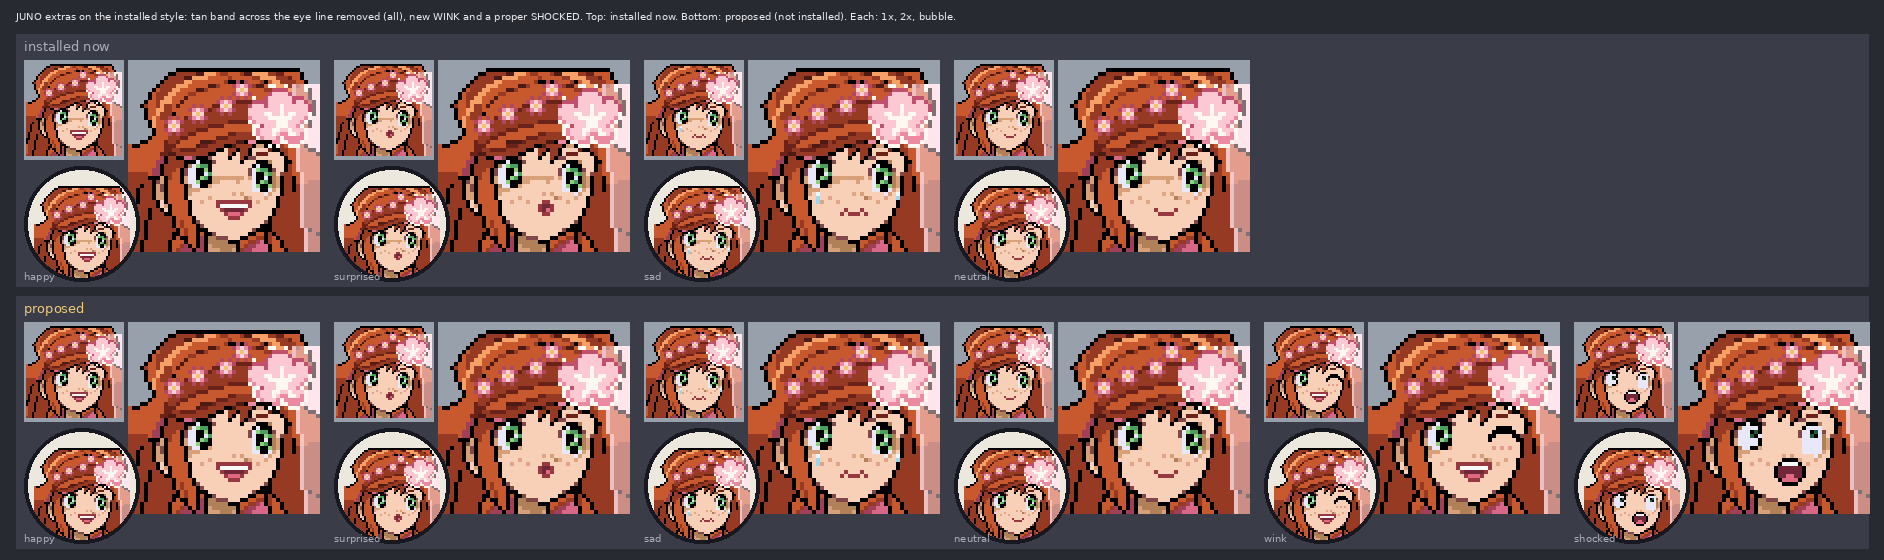 JUNO extras on the installed style: tan band across the eye line removed (all), new WINK and a proper SHOCKED. Top: installed now. Bottom: proposed (not installed). Each: 1x, 2x, bubble.
installed now
happy
surprised
sad
neutral
proposed
happy
surprised
sad
neutral
wink
shocked